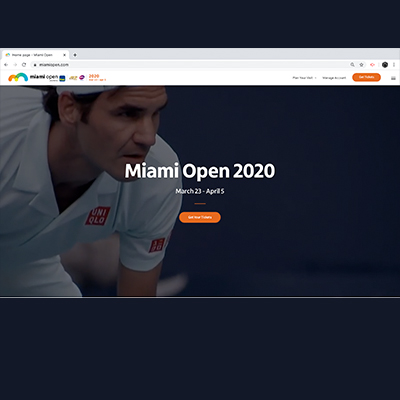 Home page - Miami Open
miamiopen.com
miami open
2020
Plan Your Visit
Manage Account
Get Tickets
Miami Open 2020
March 23 - April 5
UNIQLO
UNI
QLO
Get Your Tickets